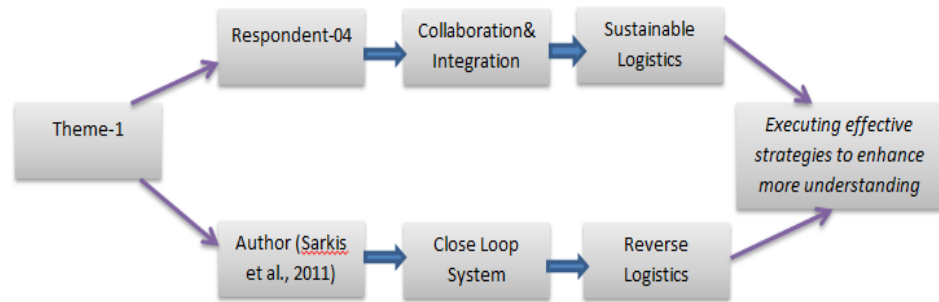 Respondent-04
Collaboration&
Integration
Sustainable
Logistics
Theme-1
Executing effective
strategies to enhance
more understanding
Author (Sarkis
et al., 2011)
Close Loop
System
Reverse
Logistics